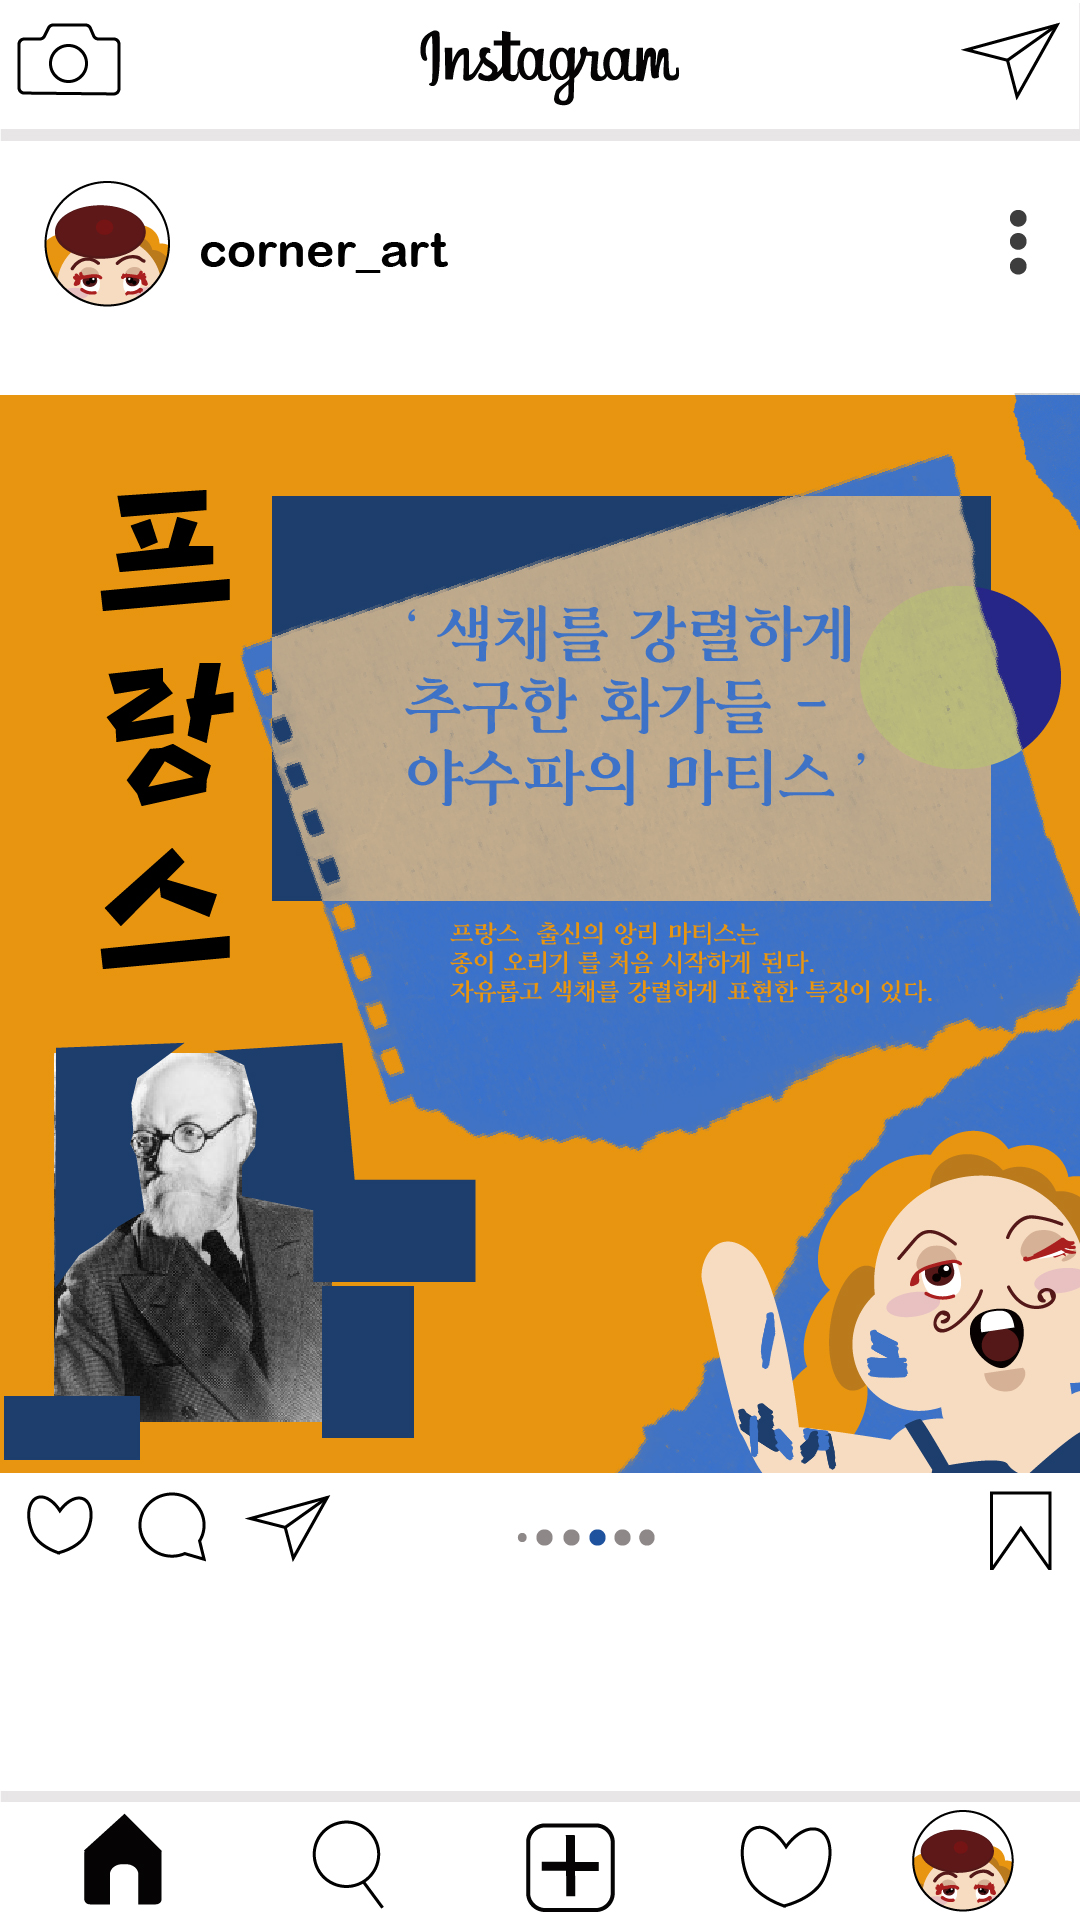 Instagram
corner_art
프
랑
스
‘ 색채를 강렬하게
추구한 화가들 -
야수파의 마티스 ’
프랑스 출신의 앙리 마티스는
종이 오리기 를 처음 시작하게 된다.
자유롭고 색채를 강렬하게 표현한 특징이 있다.